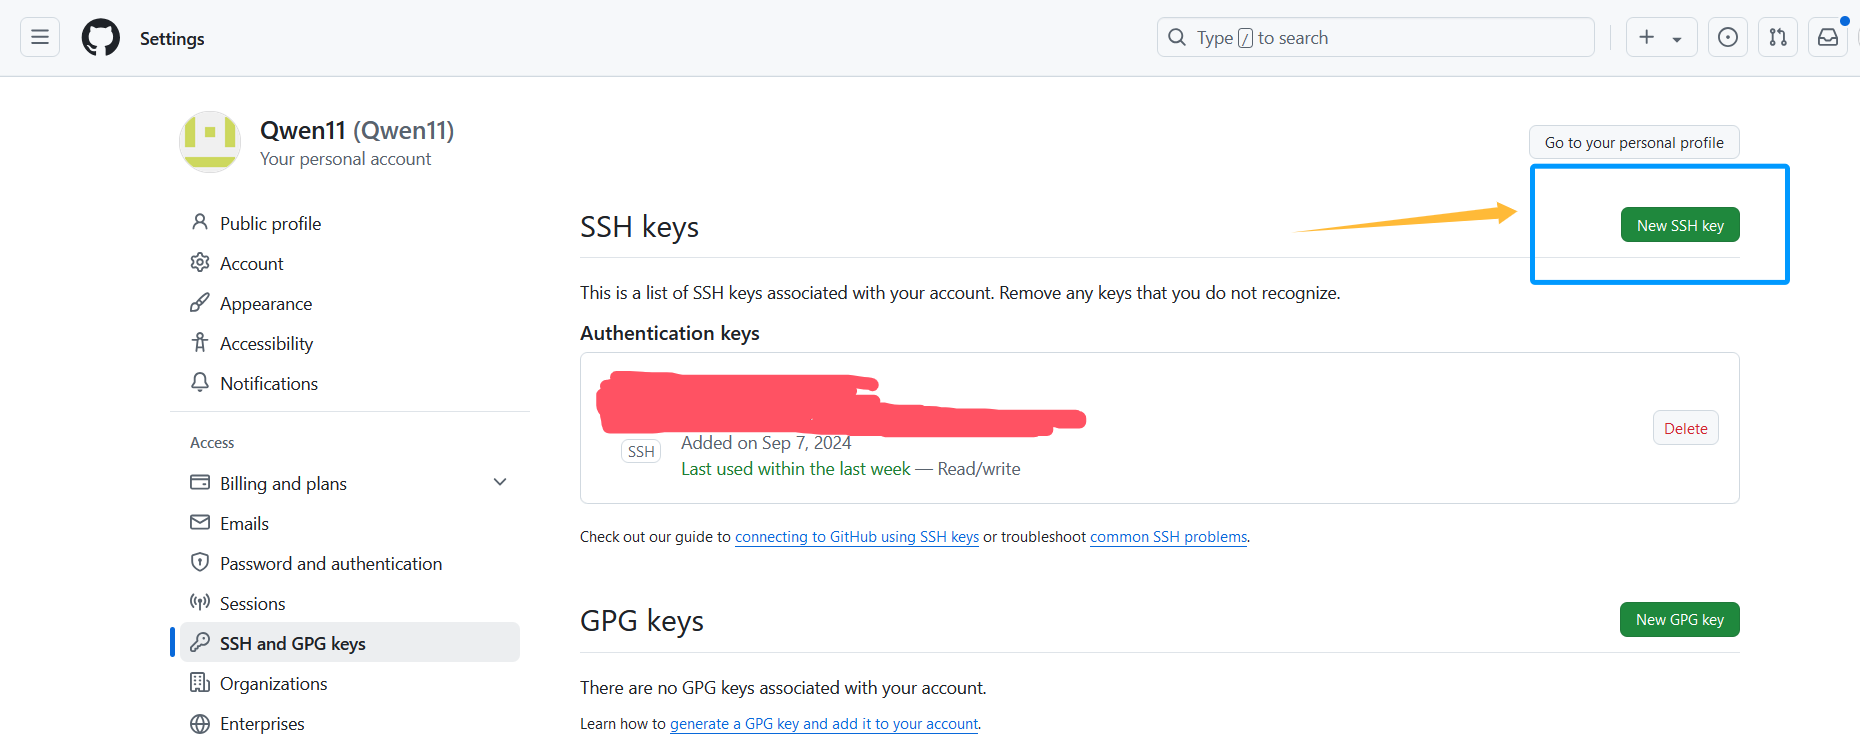 Settings
Type / to search
Qwen11 (Qwen11)
Your personal account
Go to your personal profile
Public profile
Account
Appearance
Accessibility
Notifications
Access
Billing and plans
Emails
Password and authentication
Sessions
SSH and GPG keys
Organizations
Enterprises
SSH keys
New SSH key
This is a list of SSH keys associated with your account. Remove any keys that you do not recognize.
Authentication keys
SSH
Added on Sep 7, 2024
Last used within the last week — Read/write
Delete
Check out our guide to connecting to GitHub using SSH keys or troubleshoot common SSH problems.
GPG keys
New GPG key
There are no GPG keys associated with your account.
Learn how to generate a GPG key and add it to your account.